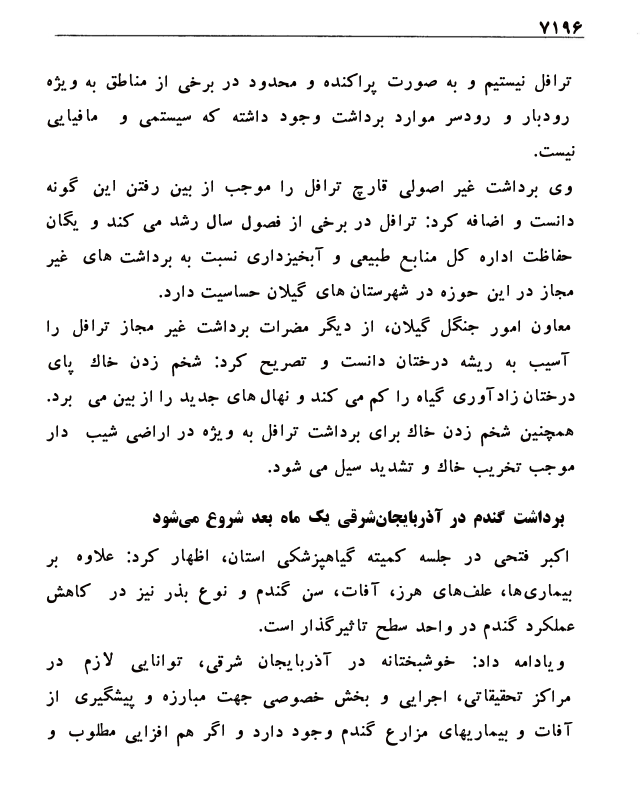 ۷۱۹۶
ترافل نیستیم و به صورت پراکنده و محدود در برخی از مناطق به ویژه
رودبار و رودسر موارد برداشت وجود داشته که سیستمی و مافیایی
نیست.
وی برداشت غیر اصولی قارچ ترافل را موجب از بین رفتن این گونه
دانست و اضافه کرد: ترافل در برخی از فصول سال رشد می کند و یگان
حفاظت اداره کل منابع طبیعی و آبخیزداری نسبت به برداشت های غیر
مجاز در این حوزه در شهرستان های گیلان حساسیت دارد.
معاون امور جنگل گیلان، از دیگر مضرات برداشت غیر مجاز ترافل را
آسیب به ریشه درختان دانست و تصریح کرد: شخم زدن خاك پای
درختان زادآوری گیاه را کم می کند و نهال های جدید را از بین می برد.
همچنین شخم زدن خاك برای برداشت ترافل به ویژه در اراضی شیب دار
موجب تخریب خاك و تشدید سیل می شود.
برداشت گندم در آذربایجان‌شرقی یک ماه بعد شروع می‌شود
اکبر فتحی در جلسه کمیته گیاهپزشکی استان، اظهار کرد: علاوه بر
بیماری‌ها، علف‌های هرز، آفات، سن گندم و نوع بذر نیز در کاهش
عملکرد گندم در واحد سطح تاثیرگذار است.
ویادامه داد: خوشبختانه در آذربایجان شرقی، توانایی لازم در
مراکز تحقیقاتی، اجرایی و بخش خصوصی جهت مبارزه و پیشگیری از
آفات و بیماریهای مزارع گندم وجود دارد و اگر هم افزایی مطلوب و